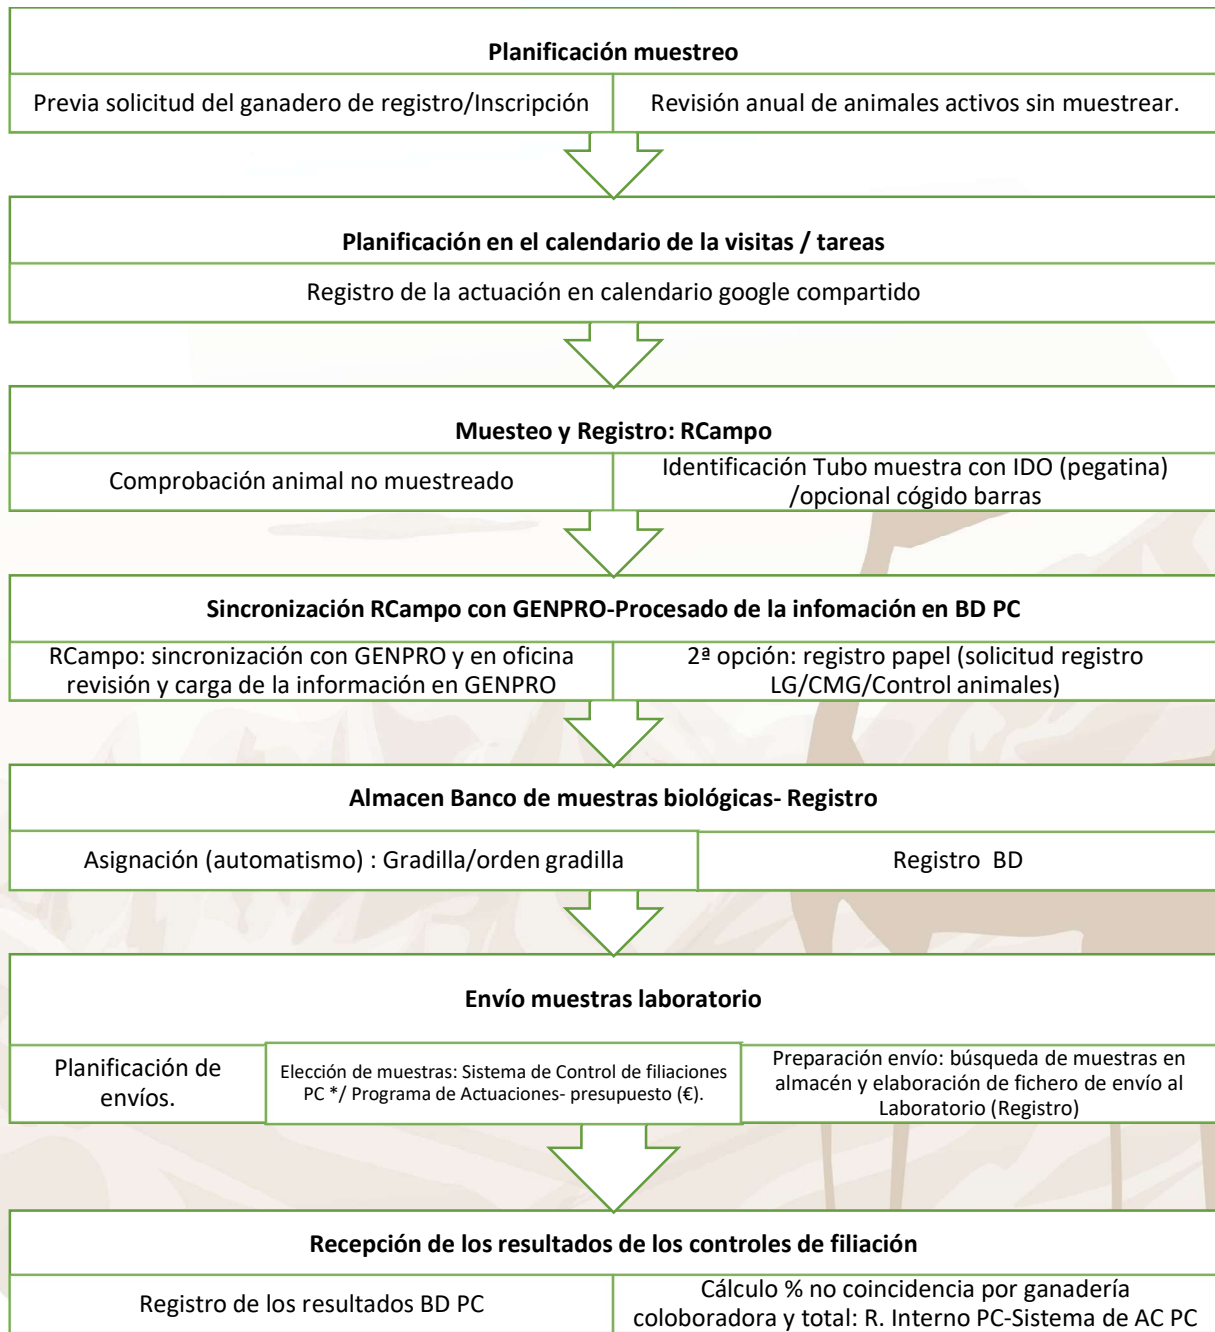 Planificación muestreo
Previa solicitud del ganadero de registro/Inscripción
Revisión anual de animales activos sin muestrear.
Planificación en el calendario de la visitas / tareas
Registro de la actuación en calendario google compartido
Muesteo y Registro: RCampo
Comprobación animal no muestreado
Identificación Tubo muestra con IDO (pegatina)
/opcional cógido barras
Sincronización RCampo con GENPRO-Procesado de la infomación en BD PC
RCampo: sincronización con GENPRO y en oficina
revisión y carga de la información en GENPRO
2ª opción: registro papel (solicitud registro
LG/CMG/Control animales)
Almacen Banco de muestras biológicas- Registro
Asignación (automatismo) : Gradilla/orden gradilla
Registro BD
Envío muestras laboratorio
Planificación de
envíos.
Elección de muestras: Sistema de Control de filiaciones
PC */ Programa de Actuaciones- presupuesto (€).
Preparación envío: búsqueda de muestras en
almacén y elaboración de fichero de envío al
Laboratorio (Registro)
Recepción de los resultados de los controles de filiación
Registro de los resultados BD PC
Cálculo % no coincidencia por ganadería
coloboradora y total: R. Interno PC-Sistema de AC PC